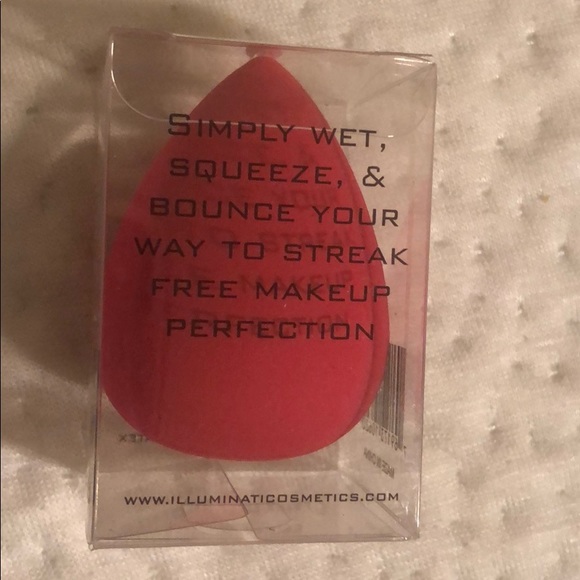 SIMPLY WET,
SQUEEZE, &
BOUNCE YOUR
WAY TO STREAK
FREE MAKEUP
PERFECTION
WWW.ILLUMINATICOSMETICS.COM